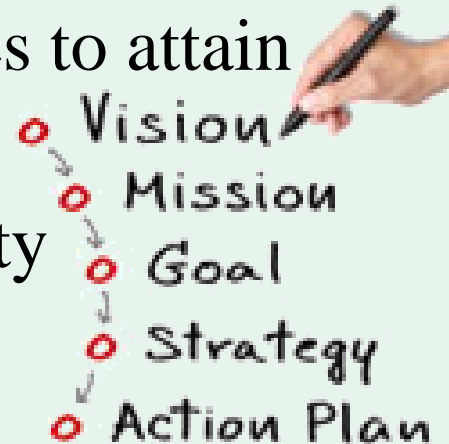 s to attain
Vision
Mission
ty
Goal
Strategy
Action Plan